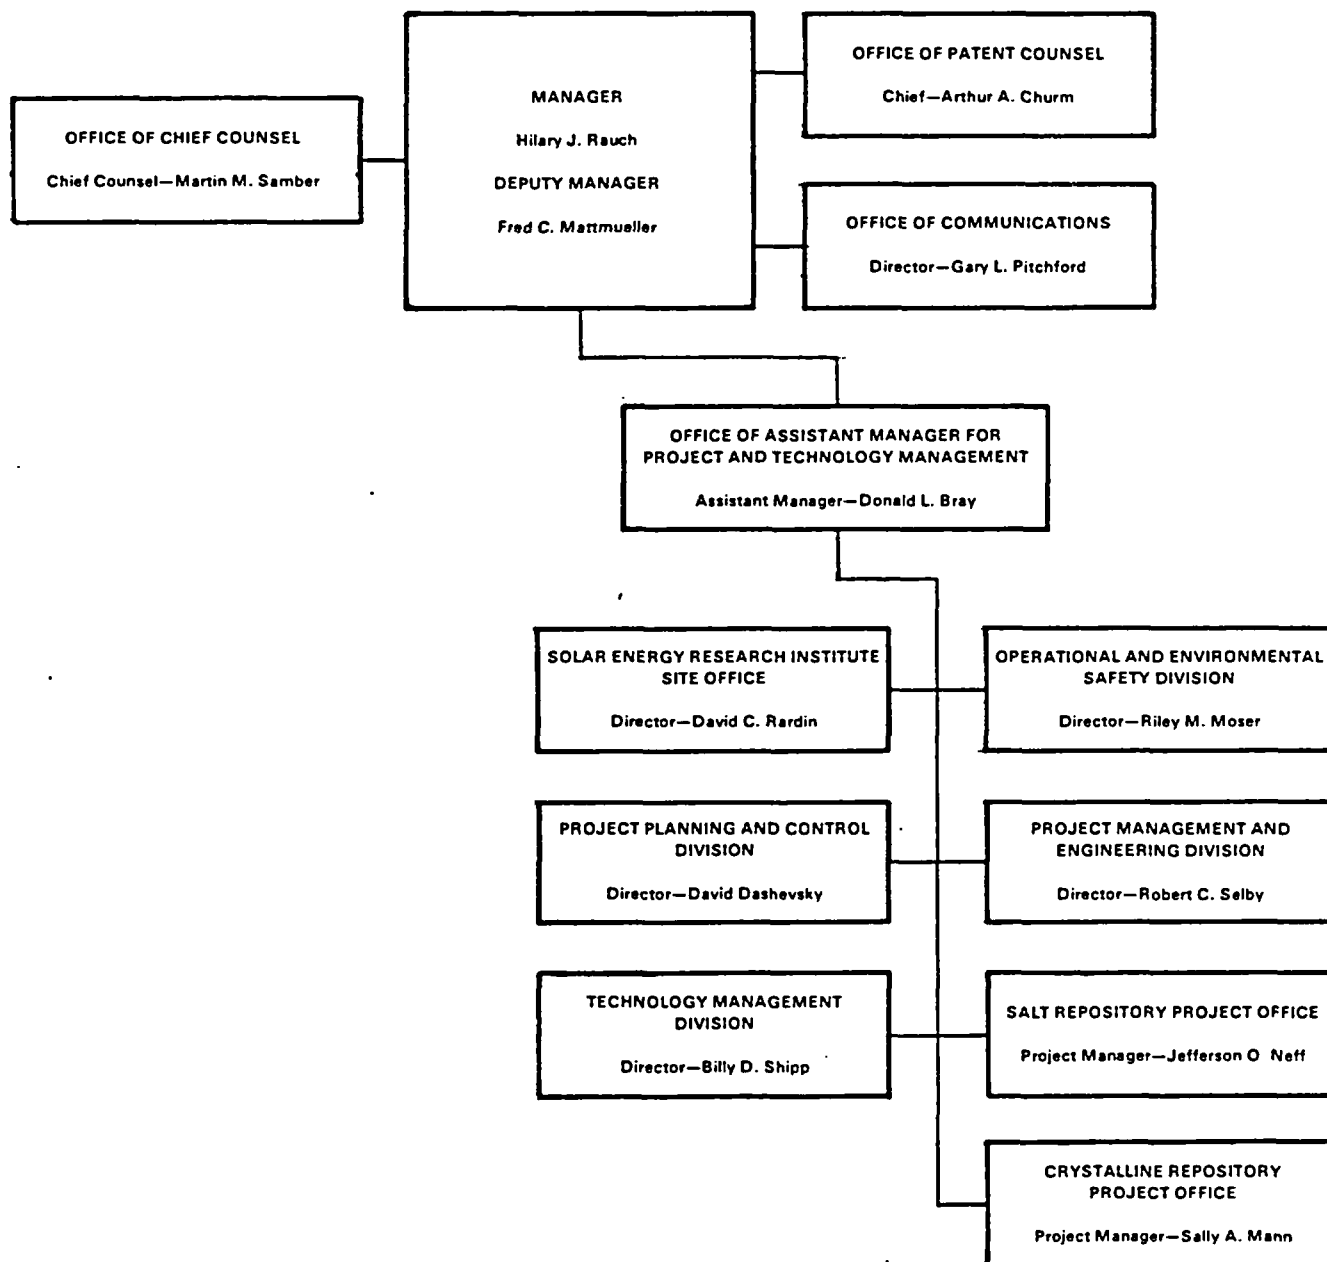 OFFICE OF CHIEF COUNSEL
Chief Counsel—Martin M. Samber
MANAGER
Hilary J. Rauch
DEPUTY MANAGER
Fred C. Mattmueller
OFFICE OF PATENT COUNSEL
Chief—Arthur A. Churm
OFFICE OF COMMUNICATIONS
Director—Gary L. Pitchford
OFFICE OF ASSISTANT MANAGER FOR
PROJECT AND TECHNOLOGY MANAGEMENT
Assistant Manager—Donald L. Bray
SOLAR ENERGY RESEARCH INSTITUTE
SITE OFFICE
Director—David C. Rardin
OPERATIONAL AND ENVIRONMENTAL
SAFETY DIVISION
Director—Riley M. Moser
PROJECT PLANNING AND CONTROL
DIVISION
Director—David Dashevsky
PROJECT MANAGEMENT AND
ENGINEERING DIVISION
Director—Robert C. Selby
TECHNOLOGY MANAGEMENT
DIVISION
Director—Billy D. Shipp
SALT REPOSITORY PROJECT OFFICE
Project Manager—Jefferson O Neff
CRYSTALLINE REPOSITORY
PROJECT OFFICE
Project Manager—Sally A. Mann